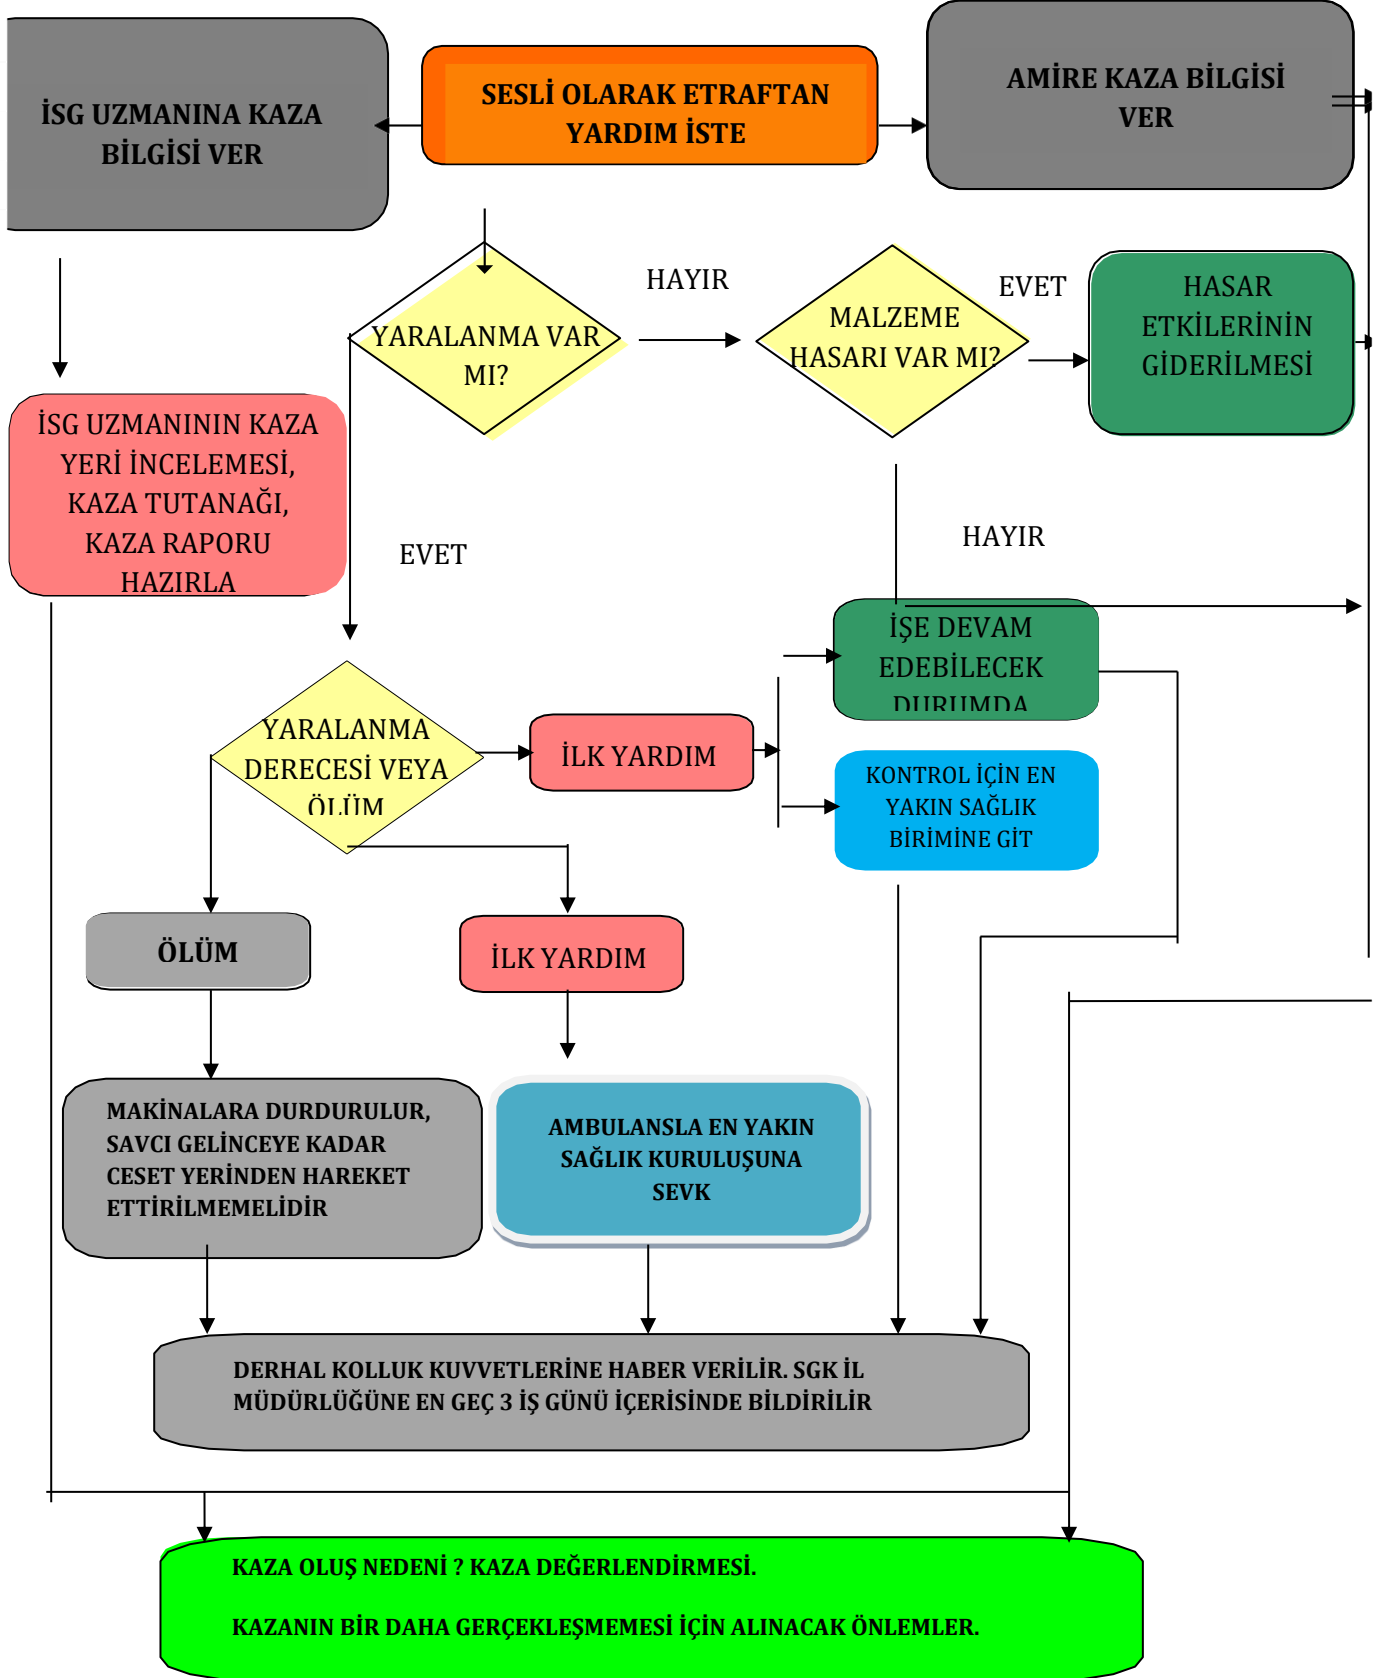 İSG UZMANINA KAZA
BİLGİSİ VER
SESLİ OLARAK ETRAFTAN
YARDIM İSTE
AMİRE KAZA BİLGİSİ
VER
YARALANMA VAR
MI?
HAYIR
MALZEME
HASARI VAR MI?
EVET
HASAR
ETKİLERİNİN
GİDERİLMESİ
İSG UZMANININ KAZA
YERİ İNCELEMESİ,
KAZA TUTANAĞI,
KAZA RAPORU
HAZIRLA
EVET
HAYIR
İŞE DEVAM
EDEBİLECEK
DURUMDA
YARALANMA
DERECESİ VEYA
ÖLÜM
İLK YARDIM
KONTROL İÇİN EN
YAKIN SAĞLIK
BİRİMİNE GİT
ÖLÜM
İLK YARDIM
MAKİNALARA DURDURULUR,
SAVCI GELİNCEYE KADAR
CESET YERİNDEN HAREKET
ETTİRİLMEMELİDİR
AMBULANSLA EN YAKIN
SAĞLIK KURULUŞUNA
SEVK
DERHAL KOLLUK KUVVETLERİNE HABER VERİLİR. SGK İL
MÜDÜRLÜĞÜNE EN GEÇ 3 İŞ GÜNÜ İÇERİSİNDE BİLDİRİLİR
KAZA OLUŞ NEDENİ ? KAZA DEĞERLENDİRMESİ.
KAZANIN BİR DAHA GERÇEKLEŞMEMESİ İÇİN ALINACAK ÖNLEMLER.